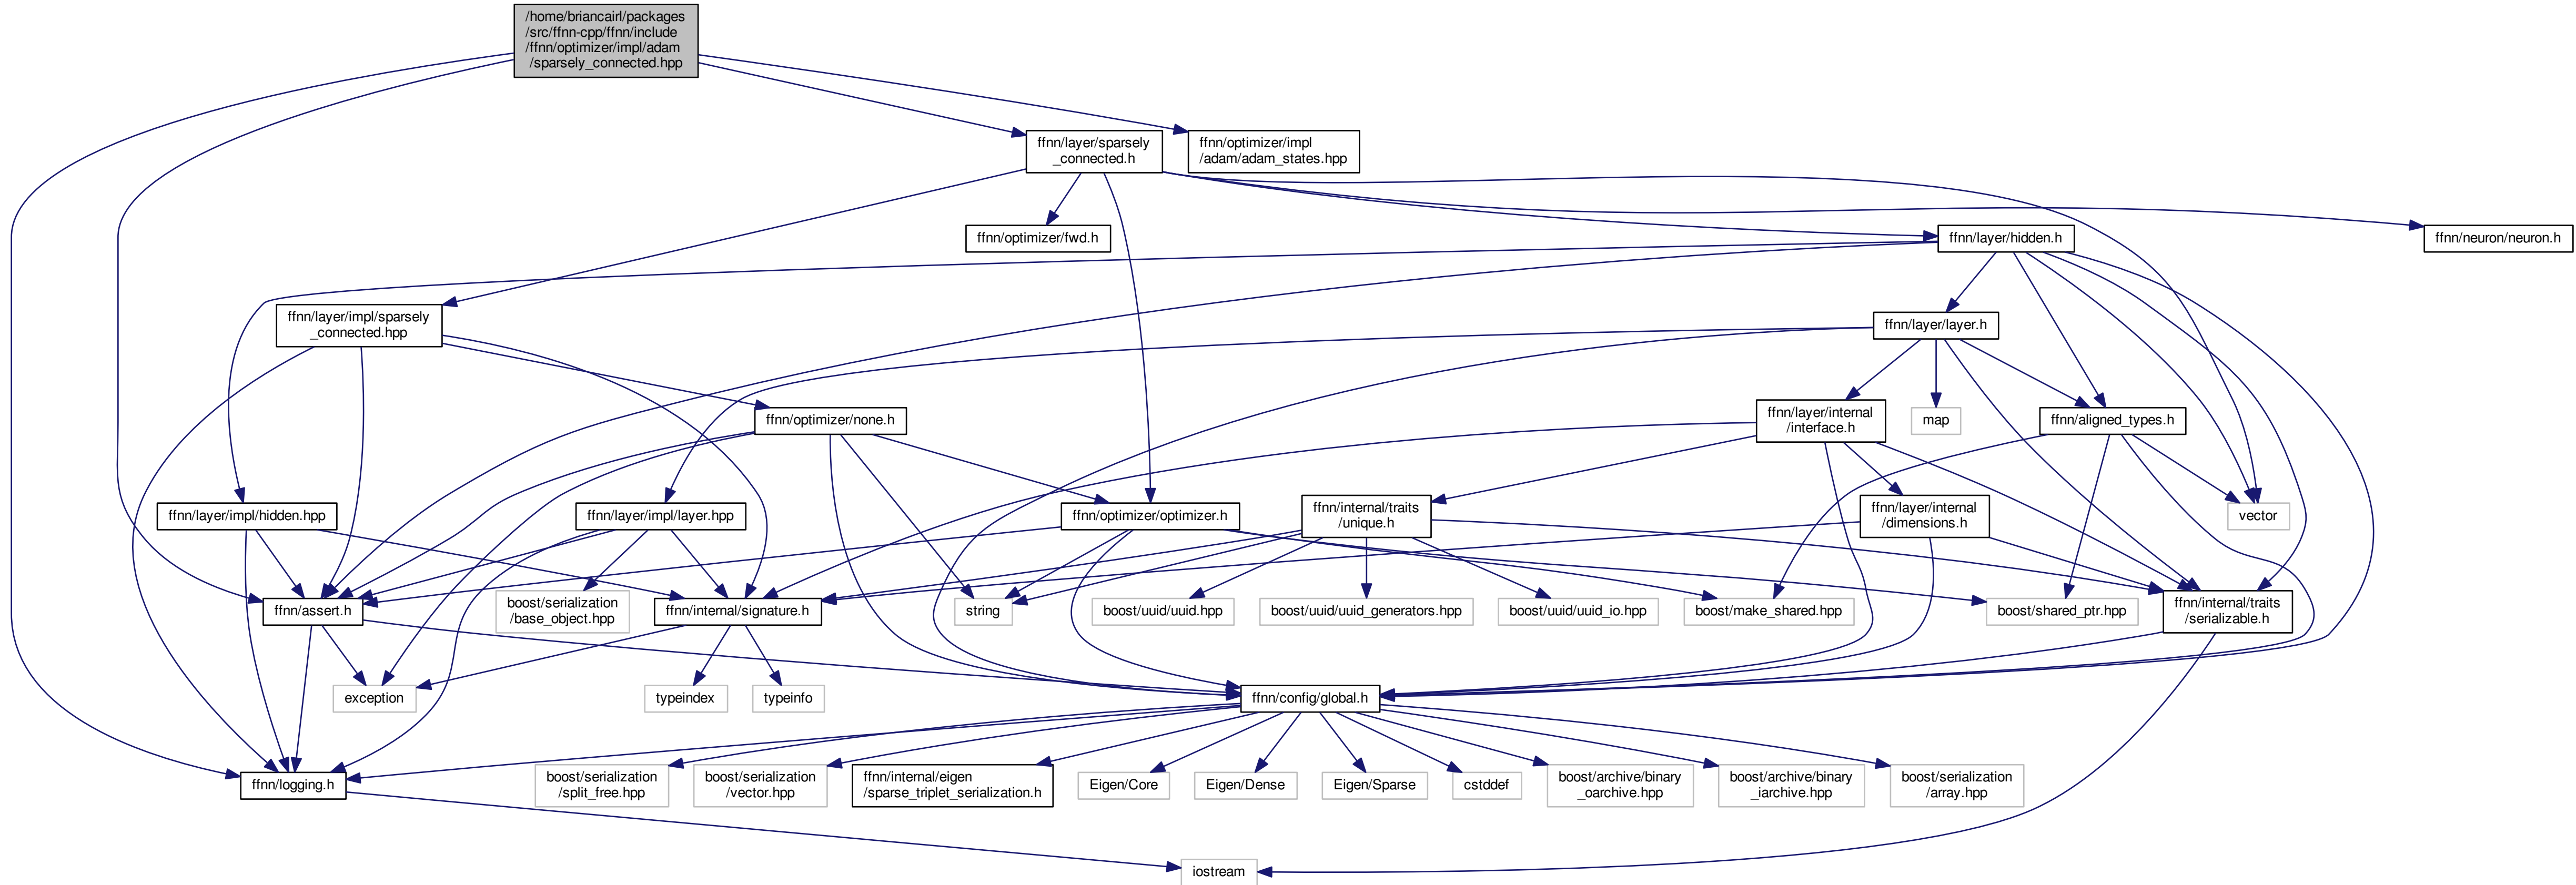 /home/briancairl/packages
/src/ffnn-cpp/ffnn/include
/ffnn/optimizer/impl/adam
/sparsely_connected.hpp
ffnn/layer/sparsely
_connected.h
ffnn/optimizer/impl
/adam/adam_states.hpp
ffnn/optimizer/fwd.h
ffnn/layer/hidden.h
ffnn/neuron/neuron.h
ffnn/layer/impl/sparsely
_connected.hpp
ffnn/layer/layer.h
ffnn/optimizer/none.h
ffnn/layer/internal
/interface.h
map
ffnn/aligned_types.h
ffnn/layer/impl/hidden.hpp
ffnn/layer/impl/layer.hpp
ffnn/optimizer/optimizer.h
ffnn/internal/traits
/unique.h
ffnn/layer/internal
/dimensions.h
vector
ffnn/assert.h
boost/serialization
/base_object.hpp
ffnn/internal/signature.h
string
boost/uuid/uuid.hpp
boost/uuid/uuid_generators.hpp
boost/uuid/uuid_io.hpp
boost/make_shared.hpp
boost/shared_ptr.hpp
ffnn/internal/traits
/serializable.h
exception
typeindex
typeinfo
ffnn/config/global.h
ffnn/logging.h
boost/serialization
/split_free.hpp
boost/serialization
/vector.hpp
ffnn/internal/eigen
/sparse_triplet_serialization.h
Eigen/Core
Eigen/Dense
Eigen/Sparse
cstddef
boost/archive/binary
_oarchive.hpp
boost/archive/binary
_iarchive.hpp
boost/serialization
/array.hpp
iostream